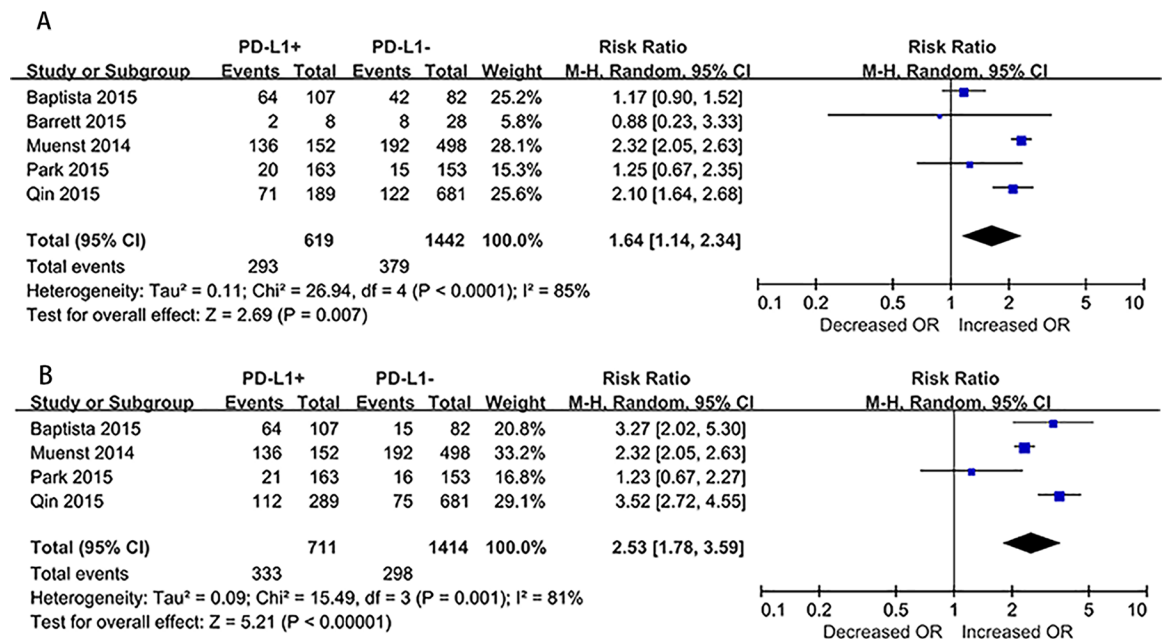 A
PD-L1+ PD-L1- Risk Ratio Risk Ratio
Study or Subgroup Events Total Events Total Weight M-H, Random, 95% CI M-H, Random, 95% CI
Baptista 2015 64 107 42 82 25.2% 1.17 [0.90, 1.52]
Barrett 2015 2 8 8 28 5.8% 0.88 [0.23, 3.33]
Muenst 2014 136 152 192 498 28.1% 2.32 [2.05, 2.63]
Park 2015 20 163 15 153 15.3% 1.25 [0.67, 2.35]
Qin 2015 71 189 122 681 25.6% 2.10 [1.64, 2.68]
Total (95% CI) 619 1442 100.0% 1.64 [1.14, 2.34]
Total events 293 379
Heterogeneity: Tau² = 0.11; Chi² = 26.94, df = 4 (P < 0.0001); I² = 85%
Test for overall effect: Z = 2.69 (P = 0.007)
0.1 0.2 0.5 1 2 5 10
Decreased OR Increased OR
B
PD-L1+ PD-L1- Risk Ratio Risk Ratio
Study or Subgroup Events Total Events Total Weight M-H, Random, 95% CI M-H, Random, 95% CI
Baptista 2015 64 107 15 82 20.8% 3.27 [2.02, 5.30]
Muenst 2014 136 152 192 498 33.2% 2.32 [2.05, 2.63]
Park 2015 21 163 16 153 16.8% 1.23 [0.67, 2.27]
Qin 2015 112 289 75 681 29.1% 3.52 [2.72, 4.55]
Total (95% CI) 711 1414 100.0% 2.53 [1.78, 3.59]
Total events 333 298
Heterogeneity: Tau² = 0.09; Chi² = 15.49, df = 3 (P = 0.001); I² = 81%
Test for overall effect: Z = 5.21 (P < 0.00001)
0.1 0.2 0.5 1 2 5 10
Decreased OR Increased OR